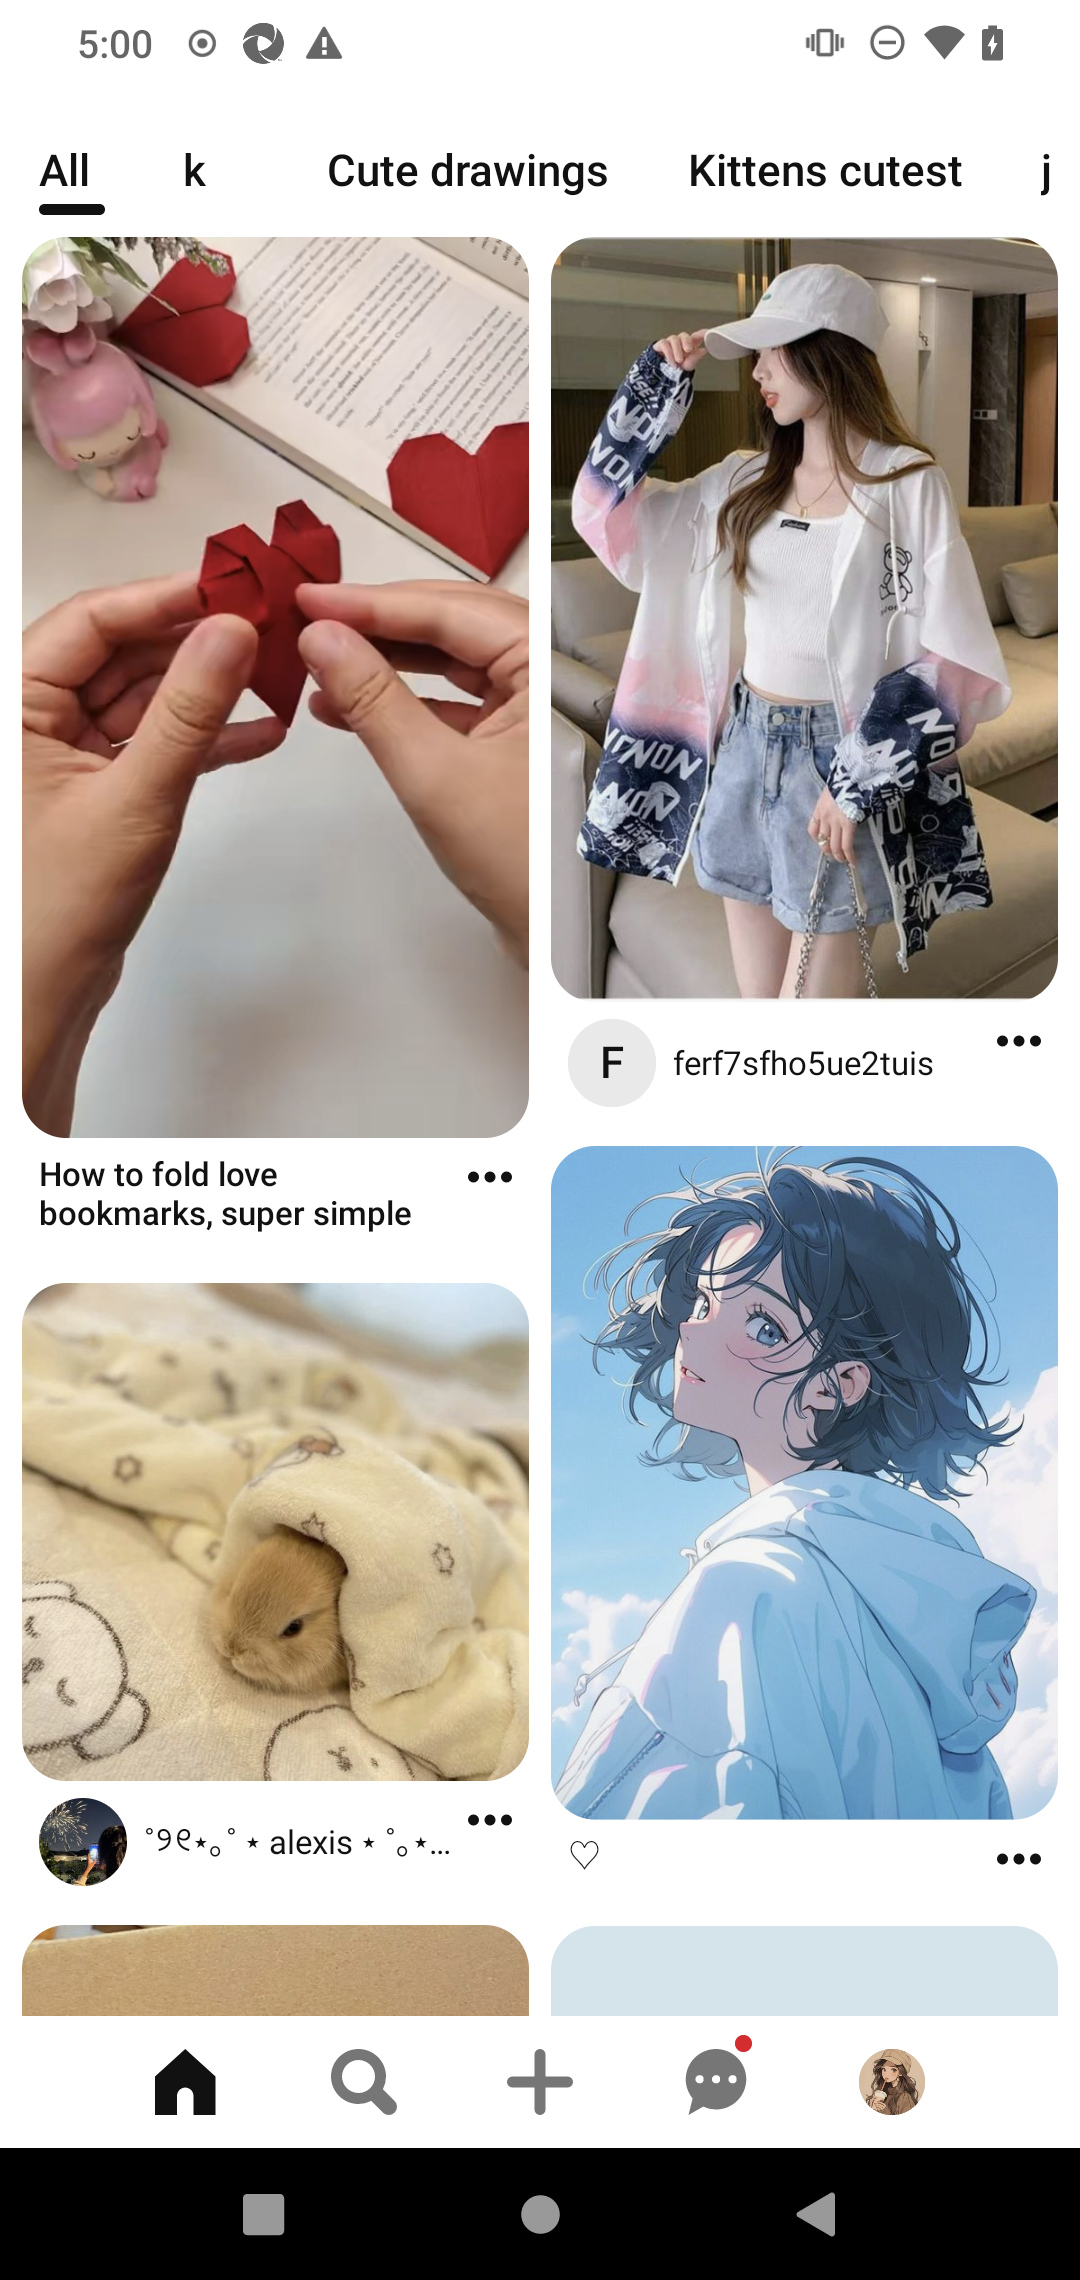 5:00
All k Cute drawings Kittens cutest j
F ferf7sfho5ue2tuis
How to fold love
bookmarks, super simple
˚୨୧⋆｡˚ ⋆ alexis ⋆ ˚｡⋆...
♡